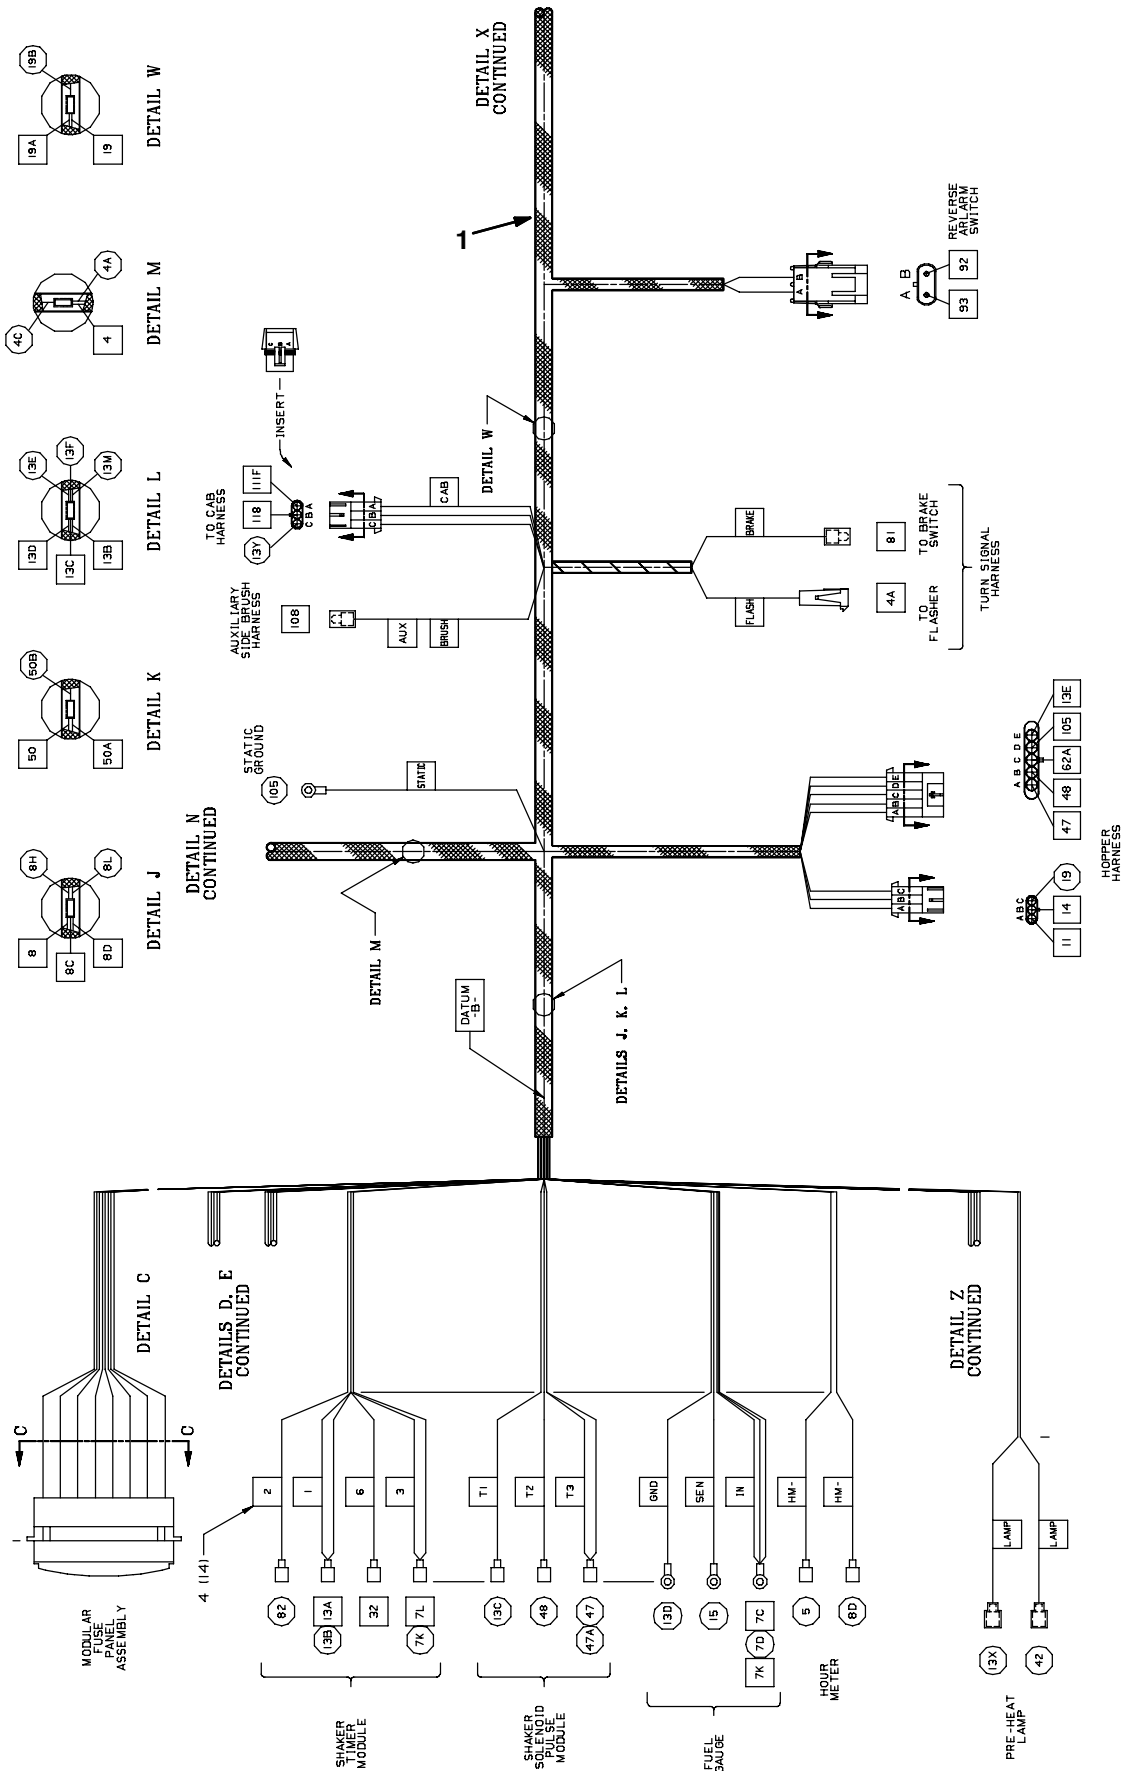 19B
19A
19
DETAIL W
4C
4A
4
DETAIL M
13E
13F
13M
13D
13C
13B
DETAIL L
50B
50
50A
DETAIL K
8H
8L
8
8C
8D
DETAIL J
DETAIL X
CONTINUED
1
C
B
A
INSERT
TO CAB
HARNESS
111F
118
13Y
C B A
C B A
CAB
DETAIL W
AUXILIARY
SIDE BRUSH
HARNESS
108
AUX
BRUSH
STATIC
GROUND
105
STATIC
DETAIL N
CONTINUED
DETAIL M
DATUM
-B-
DETAILS J. K. L
A B
A B
REVERSE
ARLARM
SWITCH
92
93
BRAKE
81
TO BRAKE
SWITCH
FLASH
4A
TO
FLASHER
TURN SIGNAL
HARNESS
A B C D E
A B C D E
13E
105
62A
48
47
A B C
A B C
19
14
11
HOPPER
HARNESS
C
C
DETAIL C
1
MODULAR
FUSE
PANEL
ASSEMBLY
DETAILS D. E
CONTINUED
4 (14)
2
1
6
3
82
13A
13B
32
7L
7K
SHAKER
TIMER
MODULE
T1
T2
T3
13C
48
47
47A
SHAKER
SOLENOID
PULSE
MODULE
GND
SEN
IN
13D
15
7C
7D
7K
FUEL
GAUGE
HM-
HM-
5
8D
HOUR
METER
DETAIL Z
CONTINUED
1
LAMP
LAMP
13X
42
PRE-HEAT
LAMP